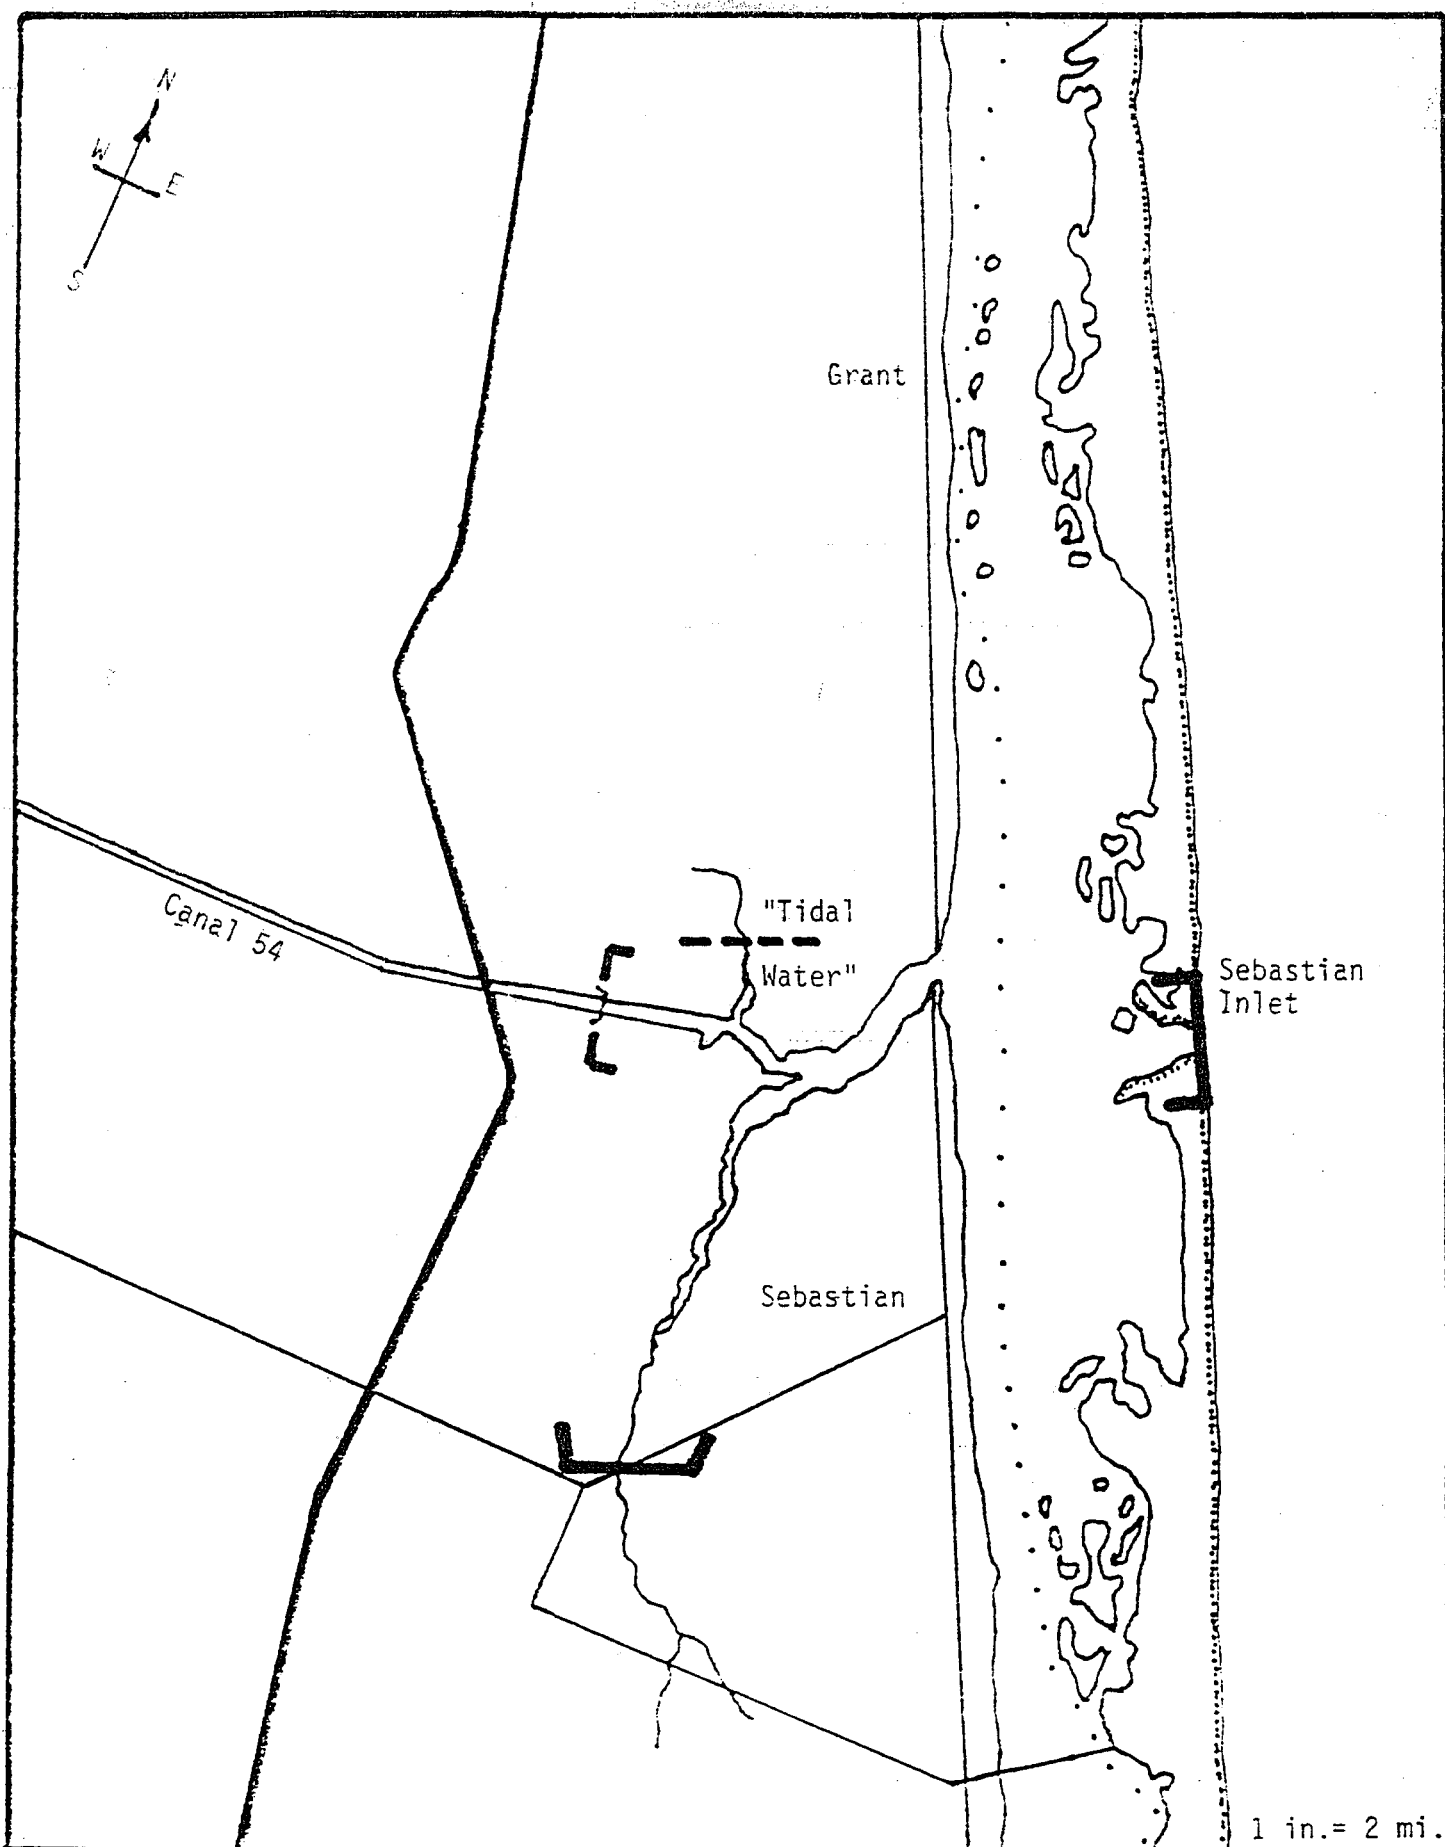 N
W
E
S
Grant
Canal 54
"Tidal
Water"
Sebastian
Inlet
Sebastian
1 in.= 2 mi.